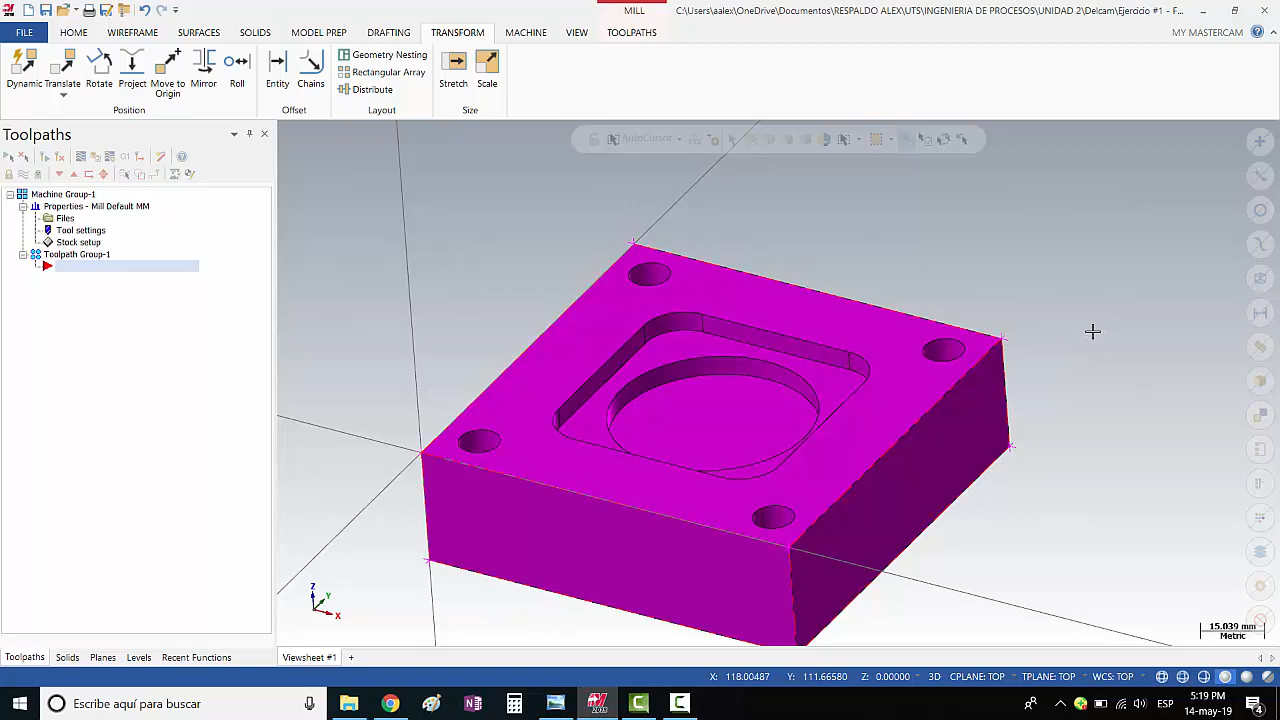 MILL
C:\Users\aalex\OneDrive\Documentos\RESPALDO ALEX\UTS\INGENIERIA DE PROCESOS\UNIDAD 2\Delcam\Ejercicio #1 - F...
FILE HOME WIREFRAME SURFACES SOLIDS MODEL PREP DRAFTING TRANSFORM MACHINE VIEW TOOLPATHS MY MASTERCAM
Dynamic Translate Rotate Project Move to Origin Mirror Roll
Entity Chains
Geometry Nesting
Rectangular Array
Distribute
Stretch Scale
Position Offset Layout Size
Toolpaths
AutoCursor
G1
Machine Group-1
Properties - Mill Default MM
Files
Tool settings
Stock setup
Toolpath Group-1
Z
Y
X
15.039 mm
Metric
Toolpaths Solids Planes Levels Recent Functions
Viewsheet #1 +
X: 118.00487 Y: 111.66580 Z: 0.00000 3D CPLANE: TOP TPLANE: TOP WCS: TOP
Escribe aquí para buscar
2018
ESP
5:19 PM
14-may.-19
4